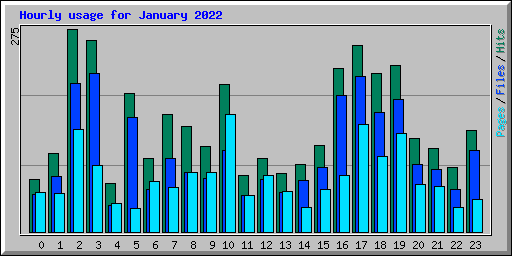 Hourly usage for January 2022
275
Pages/Files/Hits
0 1 2 3 4 5 6 7 8 9 10 11 12 13 14 15 16 17 18 19 20 21 22 23